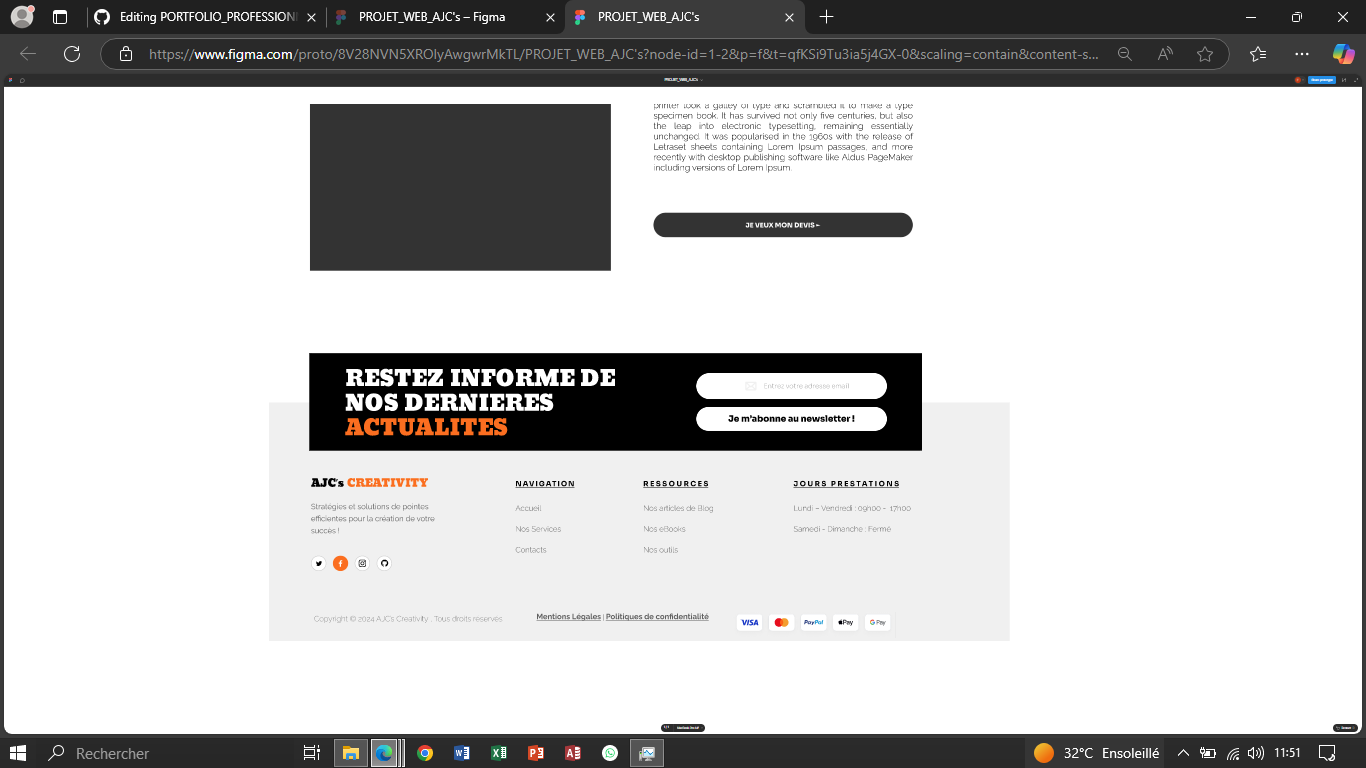 Editing PORTFOLIO_PROFESSION
PROJET_WEB_AJC's – Figma
PROJET_WEB_AJC's
https://www.figma.com/proto/8V28NVN5XROlyAwgwrMkTL/PROJET_WEB_AJC's?node-id=1-2&p=f&t=qfKSi9Tu3ia5j4GX-0&scaling=contain&content-s...
PROJET_WEB_AJC's
printer took a galley of type and scrambled it to make a type
specimen book. It has survived not only five centuries, but also
the leap into electronic typesetting, remaining essentially
unchanged. It was popularised in the 1960s with the release of
Letraset sheets containing Lorem Ipsum passages, and more
recently with desktop publishing software like Aldus PageMaker
including versions of Lorem Ipsum.
JE VEUX MON DEVIS ~
RESTEZ INFORME DE
NOS DERNIERES
ACTUALITES
Entrez votre adresse email
Je m'abonne au newsletter !
AJC's CREATIVITY
Stratégies et solutions de pointes
efficientes pour la création de votre
succès !
NAVIGATION
Accueil
Nos Services
Contacts
RESSOURCES
Nos articles de Blog
Nos eBooks
Nos outils
JOURS PRESTATIONS
Lundi - Vendredi : 09h00 - 17h00
Samedi - Dimanche : Fermé
Copyright © 2024 AJC's Creativity . Tous droits reservés
Mentions Légales | Politiques de confidentialité
VISA
PayPal
Pay
G Pay
Rechercher
32°C Ensoleillé
11:51